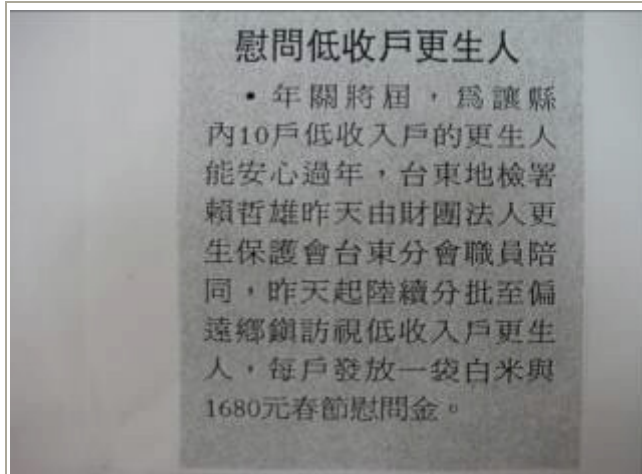 慰問低收戶更生人
•年關將屆，為讓縣
內10戶低收入戶的更生人
能安心過年，台東地檢署
賴哲雄昨天由財團法人更
生保護會台東分會職員陪
同，昨天起陸續分批至偏
遠鄉鎮訪視低收入戶更生
人，每戶發放一袋白米與
1680元春節慰問金。